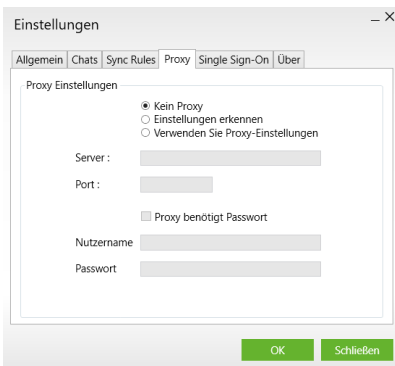 Einstellungen
Allgemein Chats Sync Rules Proxy Single Sign-On Über
Proxy Einstellungen
Kein Proxy
Einstellungen erkennen
Verwenden Sie Proxy-Einstellungen
Server :
Port :
Proxy benötigt Passwort
Nutzername
Passwort
OK Schließen